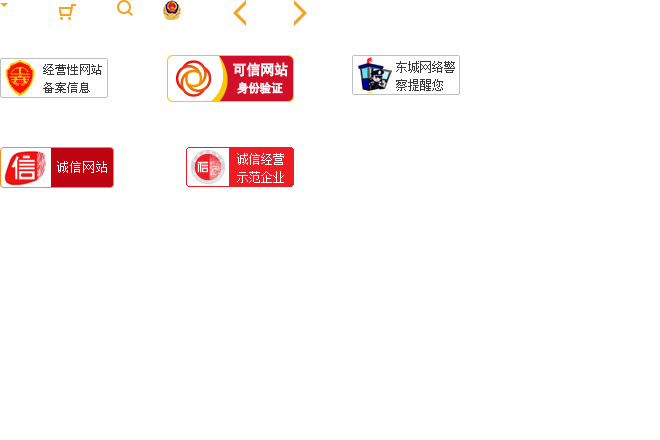 经营性网站
备案信息
可信网站
身份验证
东城网络警
察提醒您
信
诚信网站
信
诚信经营
示范企业